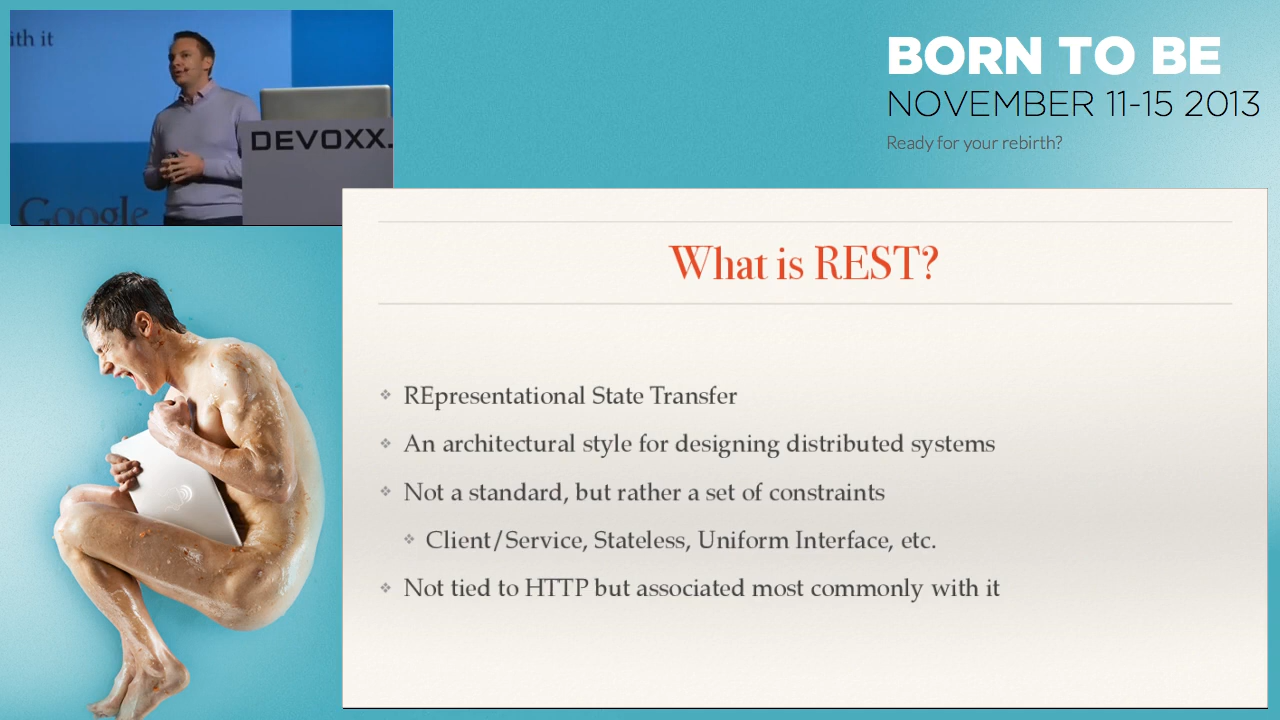 ith it
DEVOXX.
Google
BORN TO BE
NOVEMBER 11-15 2013
Ready for your rebirth?
What is REST?
REpresentational State Transfer
An architectural style for designing distributed systems
Not a standard, but rather a set of constraints
Client/Service, Stateless, Uniform Interface, etc.
Not tied to HTTP but associated most commonly with it